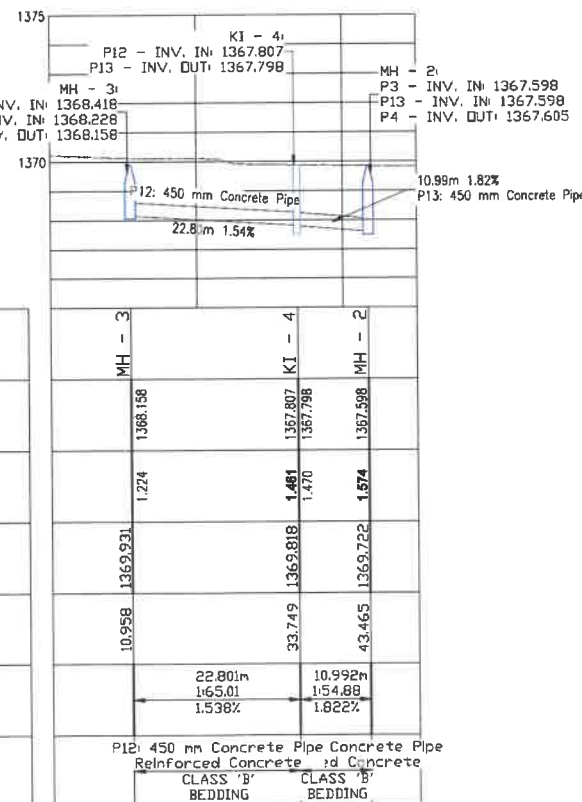 1375
KI - 4:
P12 - INV. IN: 1367.807
P13 - INV. OUT: 1367.798
MH - 3:
INV. IN: 1368.418
INV. IN: 1368.228
OUT: 1368.158
MH - 2:
P3 - INV. IN: 1367.598
P13 - INV. IN: 1367.598
P4 - INV. OUT: 1367.605
1370
P12: 450 mm Concrete Pipe
22.80m 1.54%
10.99m 1.82%
P13: 450 mm Concrete Pipe
MH - 3
KI - 4
MH - 2
1368.158
1367.807
1367.798
1367.598
1.224
1.461
1.470
1.574
1369.931
1369.818
1369.722
10.958
33.749
43.465
22.801m
1:65.01
1.538%
10.992m
1:54.88
1.822%
P12: 450 mm Concrete Pipe Concrete Pipe
Reinforced Concrete ed Concrete
CLASS 'B' CLASS 'B'
BEDDING BEDDING